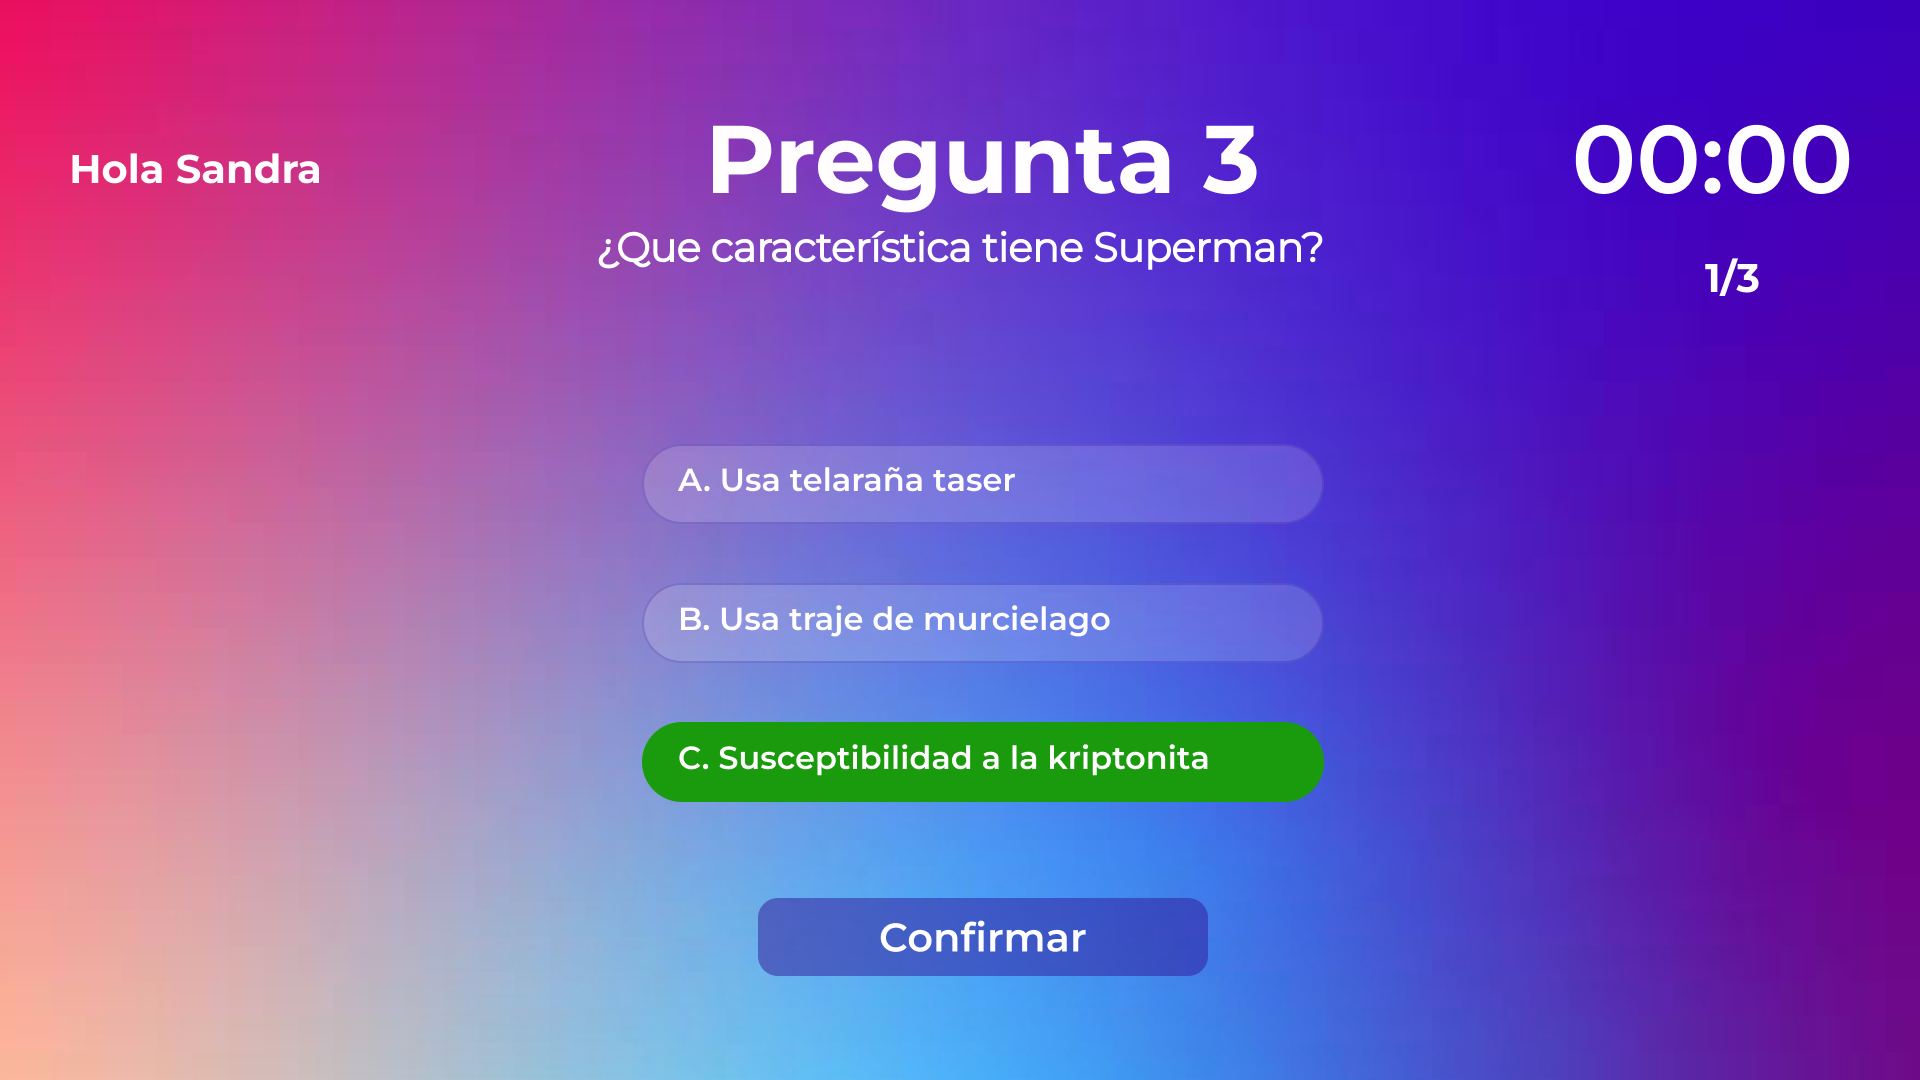 Hola Sandra
Pregunta 3
00:00
¿Que característica tiene Superman?
1/3
A. Usa telaraña taser
B. Usa traje de murcielago
C. Susceptibilidad a la kriptonita
Confirmar